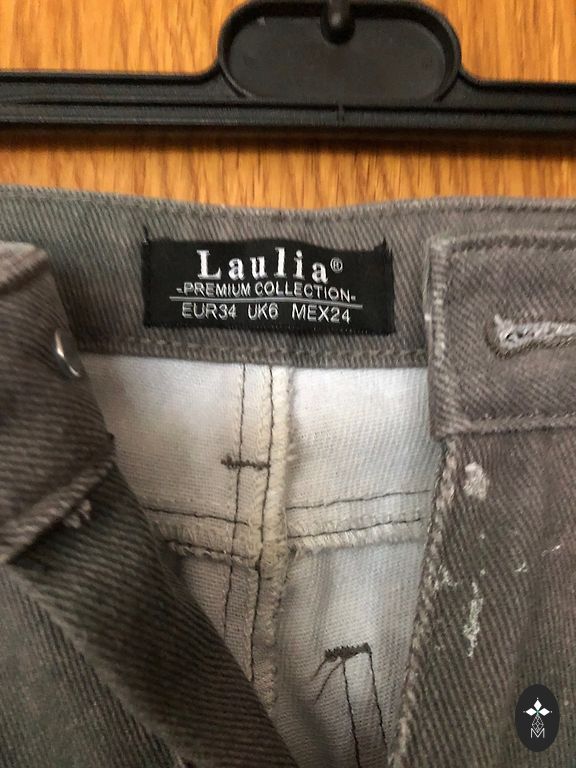 Laulia®
-PREMIUM COLLECTION-
EUR34 UK6 MEX24
M